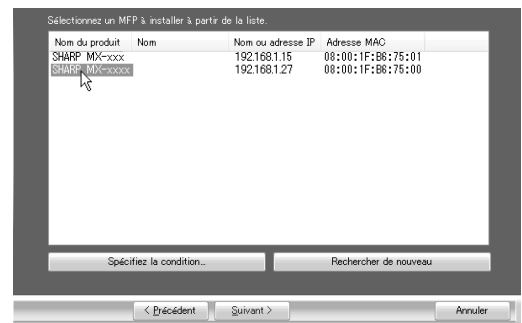 Sélectionnez un MFP à installer à partir de la liste.
Nom du produit Nom Nom ou adresse IP Adresse MAC
SHARP MX-xxx 192.168.1.15 08:00:1F:B6:75:01
SHARP MX-xxxx 192.168.1.27 08:00:1F:B6:75:00
Spécifiez la condition... Rechercher de nouveau
< Précédent Suivant > Annuler